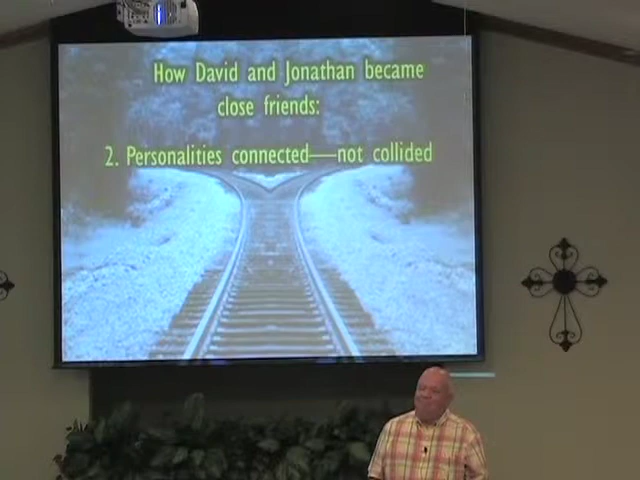 How David and Jonathan became
close friends:
2. Personalities connected—not collided